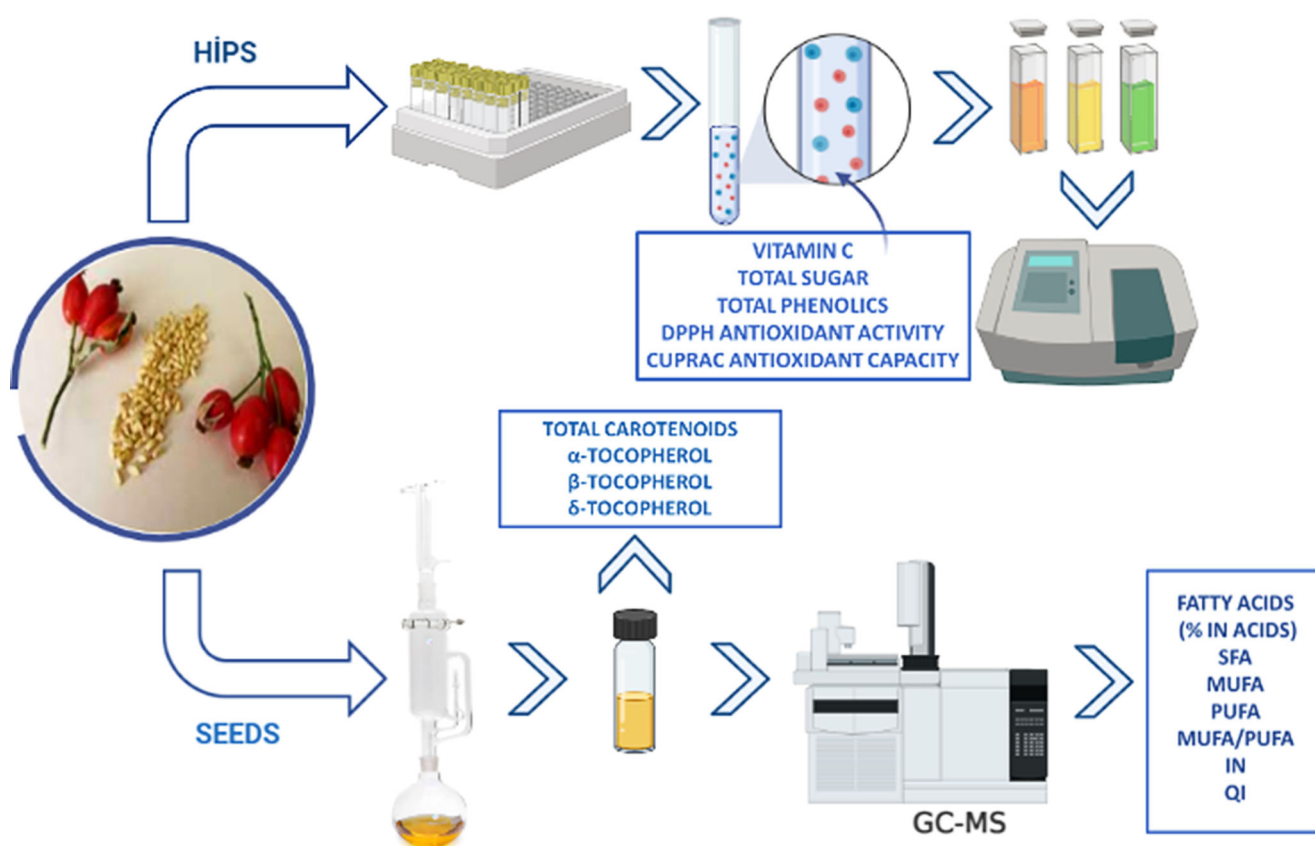 HİPS
VITAMIN C
TOTAL SUGAR
TOTAL PHENOLICS
DPPH ANTIOXIDANT ACTIVITY
CUPRAC ANTIOXIDANT CAPACITY
TOTAL CAROTENOIDS
α-TOCOPHEROL
β-TOCOPHEROL
δ-TOCOPHEROL
SEEDS
GC-MS
FATTY ACIDS
(% IN ACIDS)
SFA
MUFA
PUFA
MUFA/PUFA
IN
QI